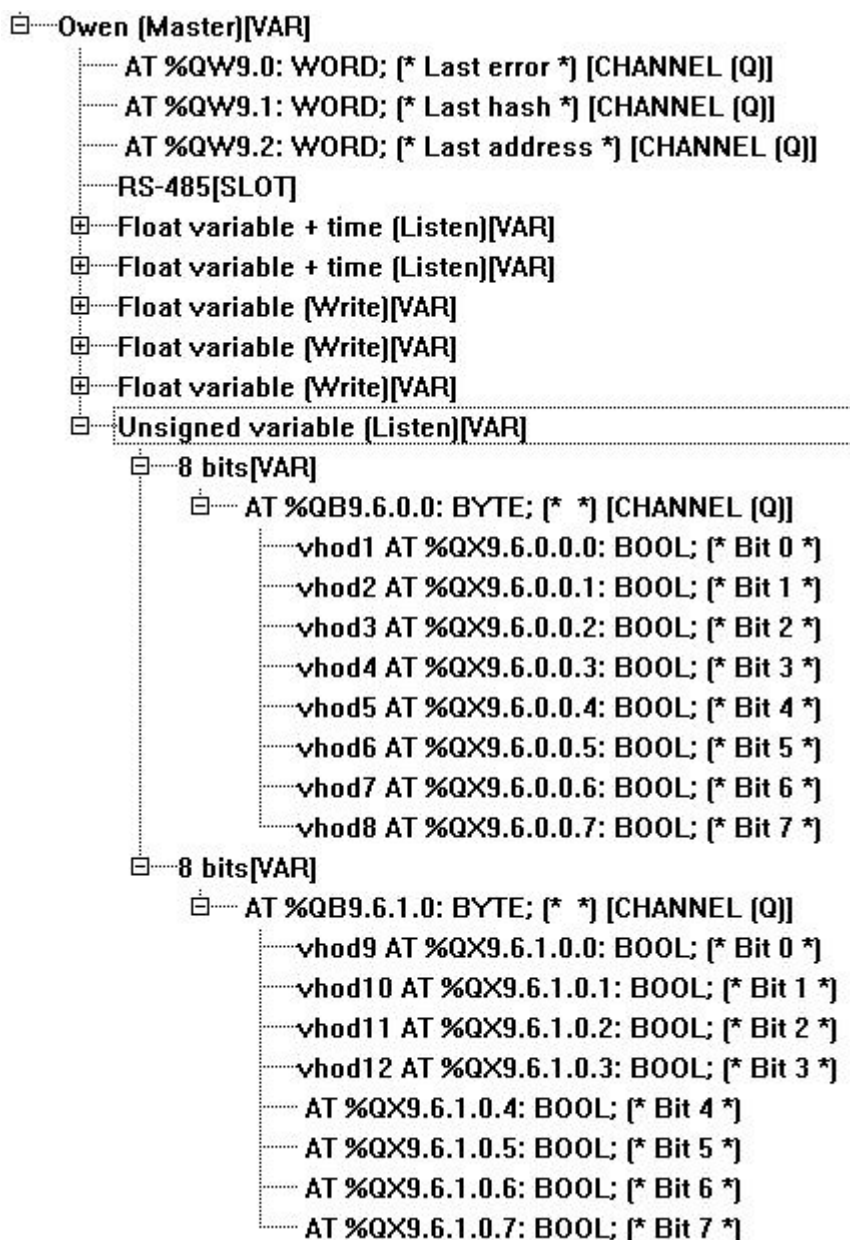 Owen (Master)[VAR]
AT %QW9.0: WORD; (* Last error *) [CHANNEL (Q)]
AT %QW9.1: WORD; (* Last hash *) [CHANNEL (Q)]
AT %QW9.2: WORD; (* Last address *) [CHANNEL (Q)]
RS-485[SLOT]
Float variable + time (Listen)[VAR]
Float variable + time (Listen)[VAR]
Float variable (Write)[VAR]
Float variable (Write)[VAR]
Float variable (Write)[VAR]
Unsigned variable (Listen)[VAR]
8 bits[VAR]
AT %QB9.6.0.0: BYTE; (* *) [CHANNEL (Q)]
vhod1 AT %QX9.6.0.0.0: BOOL; (* Bit 0 *)
vhod2 AT %QX9.6.0.0.1: BOOL; (* Bit 1 *)
vhod3 AT %QX9.6.0.0.2: BOOL; (* Bit 2 *)
vhod4 AT %QX9.6.0.0.3: BOOL; (* Bit 3 *)
vhod5 AT %QX9.6.0.0.4: BOOL; (* Bit 4 *)
vhod6 AT %QX9.6.0.0.5: BOOL; (* Bit 5 *)
vhod7 AT %QX9.6.0.0.6: BOOL; (* Bit 6 *)
vhod8 AT %QX9.6.0.0.7: BOOL; (* Bit 7 *)
8 bits[VAR]
AT %QB9.6.1.0: BYTE; (* *) [CHANNEL (Q)]
vhod9 AT %QX9.6.1.0.0: BOOL; (* Bit 0 *)
vhod10 AT %QX9.6.1.0.1: BOOL; (* Bit 1 *)
vhod11 AT %QX9.6.1.0.2: BOOL; (* Bit 2 *)
vhod12 AT %QX9.6.1.0.3: BOOL; (* Bit 3 *)
AT %QX9.6.1.0.4: BOOL; (* Bit 4 *)
AT %QX9.6.1.0.5: BOOL; (* Bit 5 *)
AT %QX9.6.1.0.6: BOOL; (* Bit 6 *)
AT %QX9.6.1.0.7: BOOL; (* Bit 7 *)